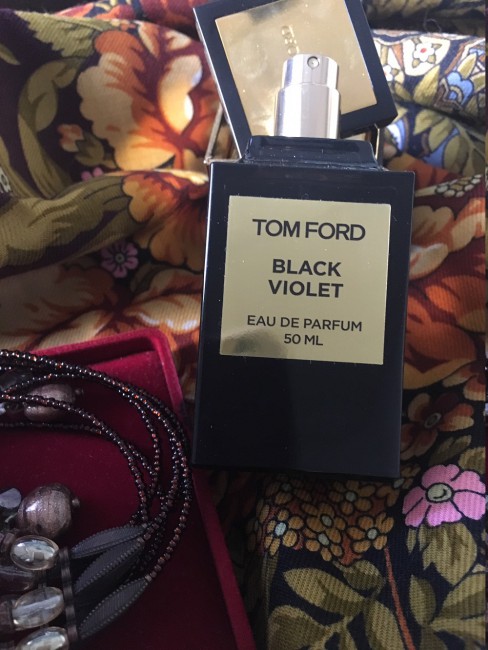 TOM FORD
BLACK
VIOLET
EAU DE PARFUM
50 ML